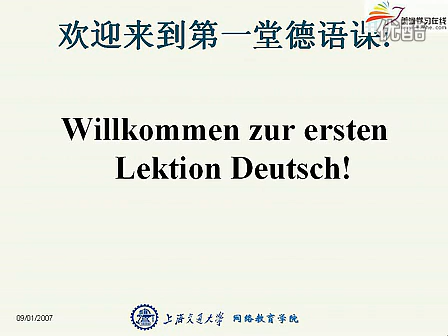 欢迎来到第一堂德语课!
Willkommen zur ersten
Lektion Deutsch!
09/01/2007
上海交通大学 网络教育学院